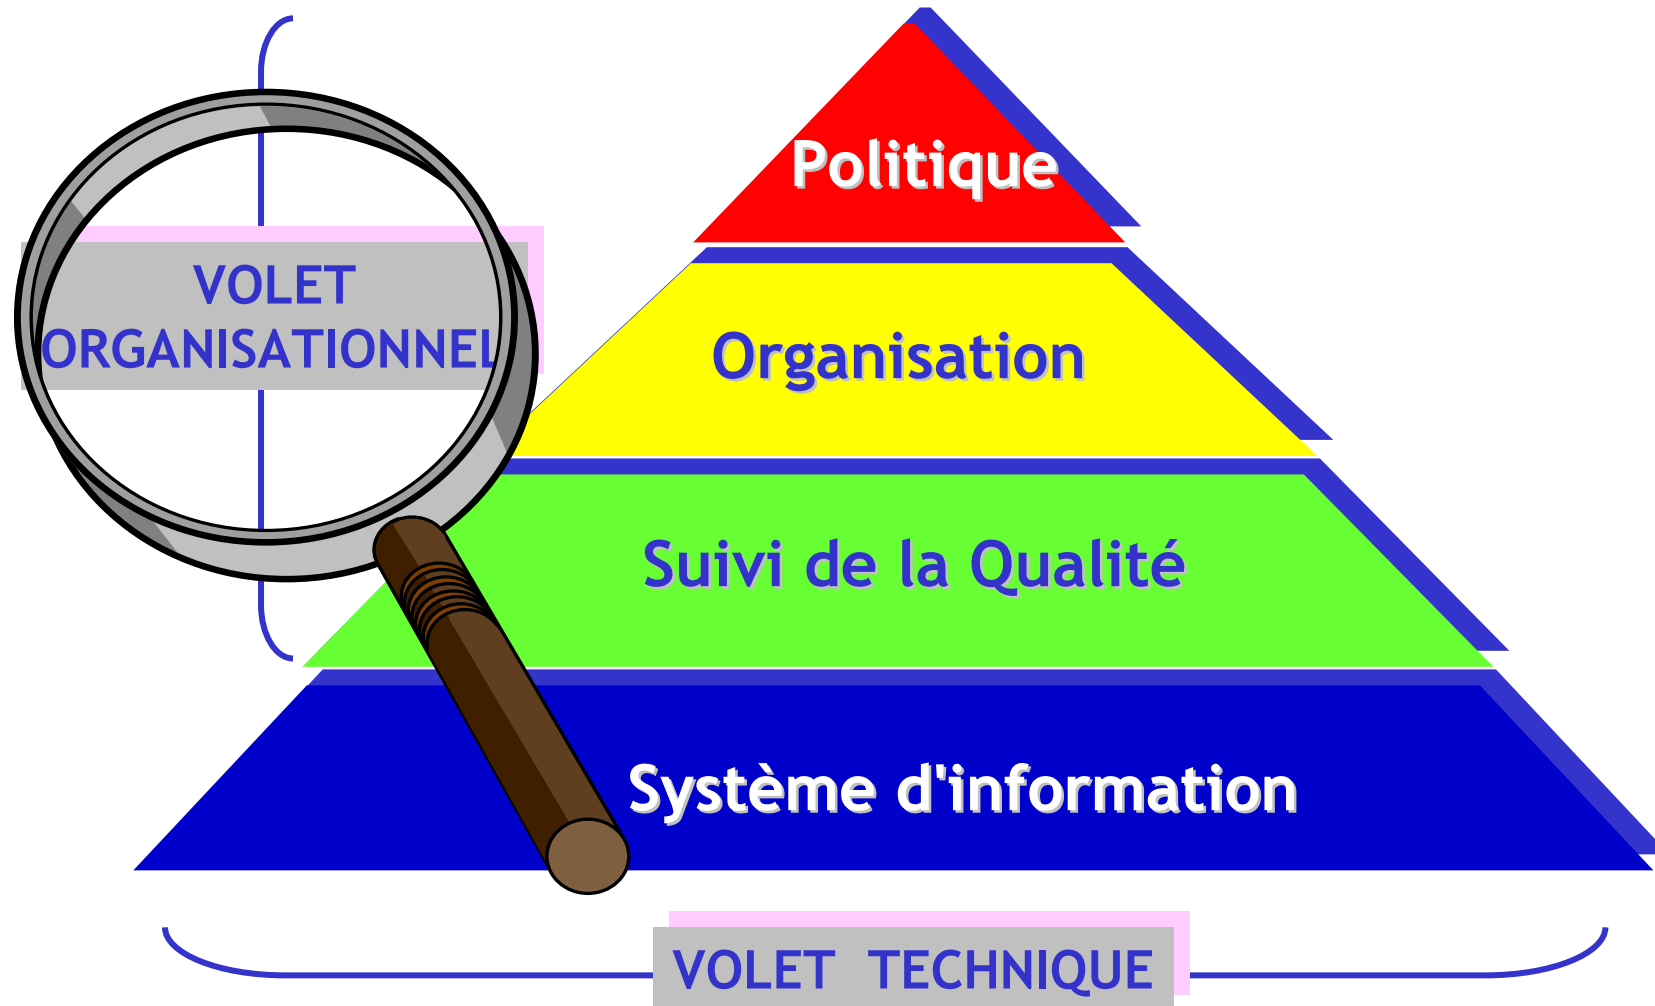 Politique
VOLET
ORGANISATIONNEL
Organisation
Suivi de la Qualité
Système d'information
VOLET TECHNIQUE